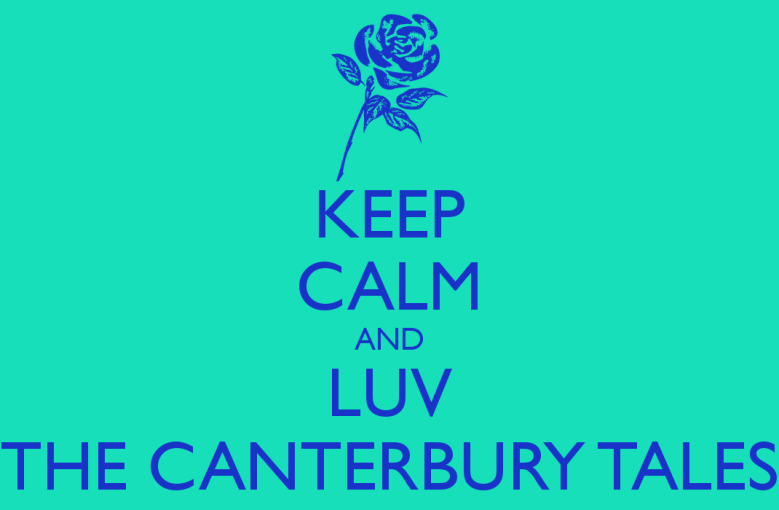 KEEP
CALM
AND
LUV
THE CANTERBURY TALES